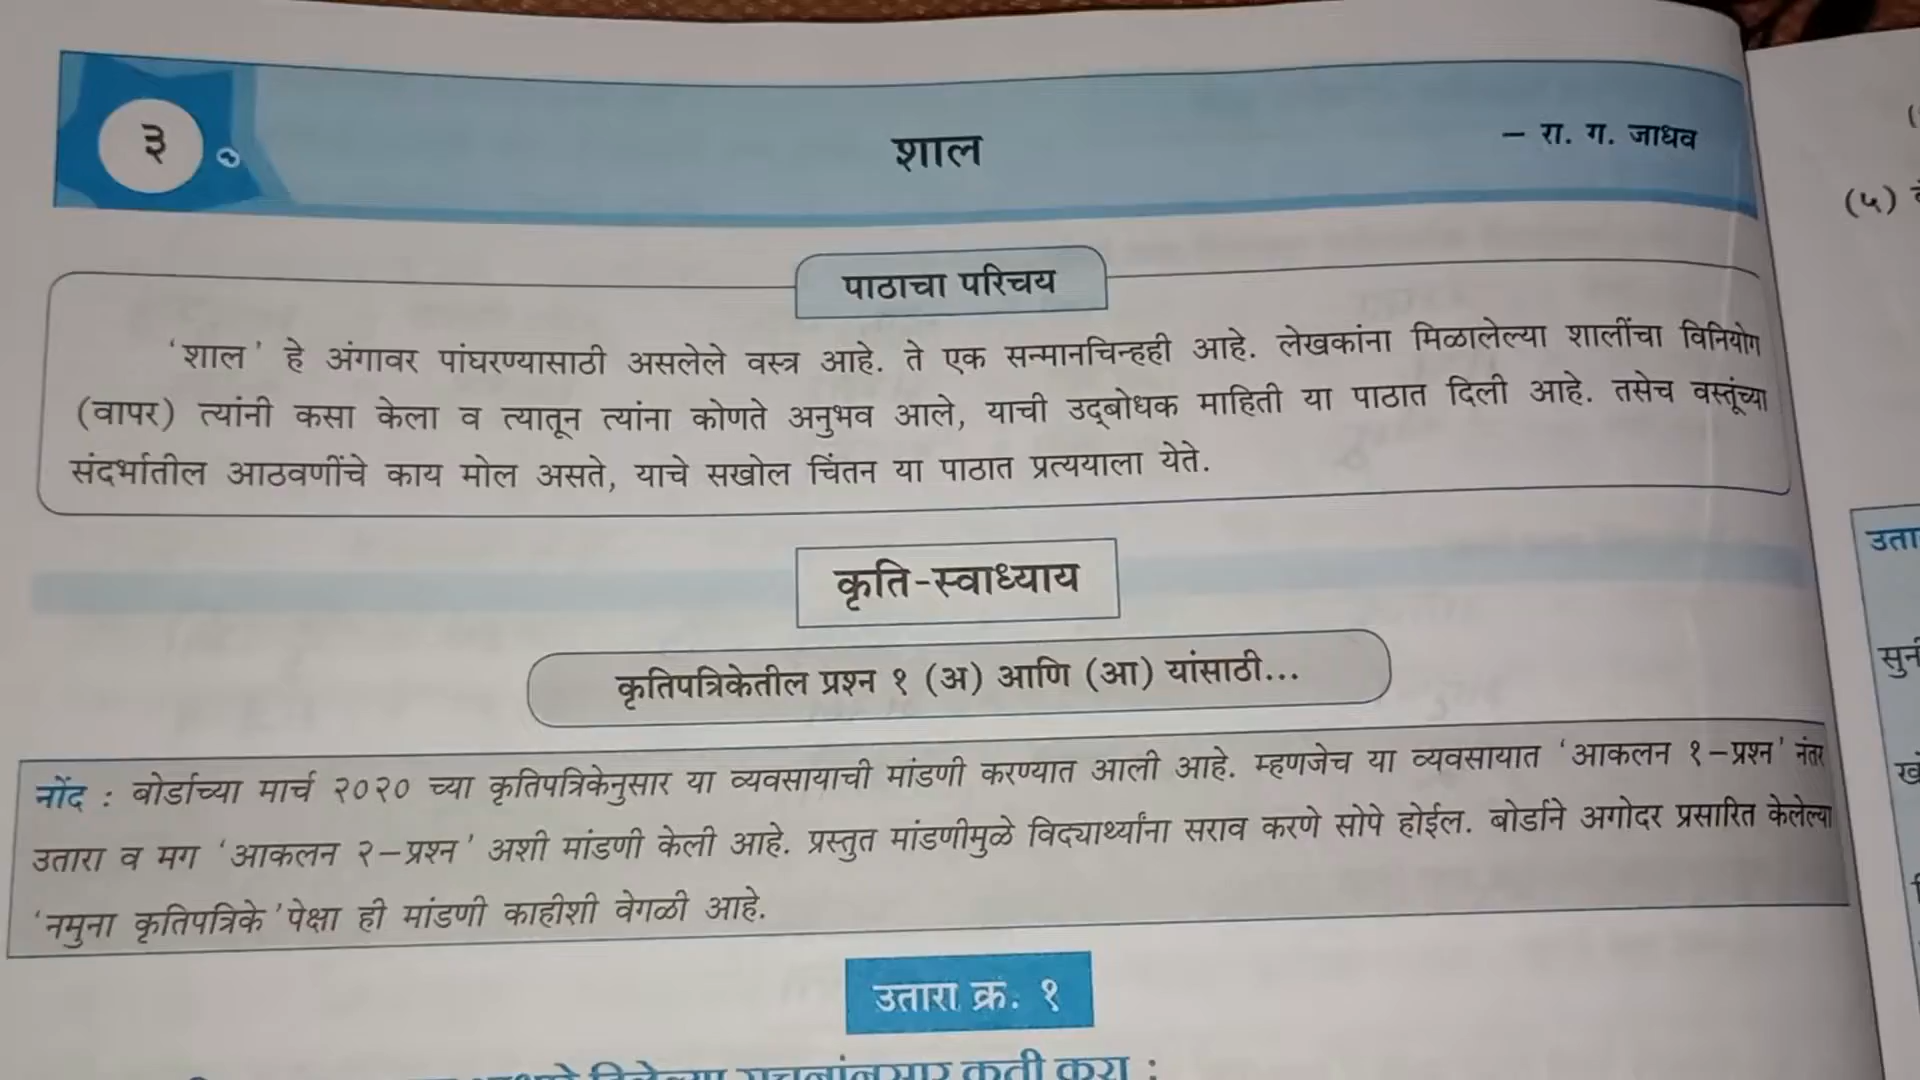 ३
शाल
– रा. ग. जाधव
पाठाचा परिचय
'शाल' हे अंगावर पांघरण्यासाठी असलेले वस्त्र आहे. ते एक सन्मानचिन्हही आहे. लेखकांना मिळालेल्या शालींचा विनियोग
(वापर) त्यांनी कसा केला व त्यातून त्यांना कोणते अनुभव आले, याची उद्‌बोधक माहिती या पाठात दिली आहे. तसेच वस्तूंच्या
संदर्भातील आठवणींचे काय मोल असते, याचे सखोल चिंतन या पाठात प्रत्ययाला येते.
कृति-स्वाध्याय
कृतिपत्रिकेतील प्रश्न १ (अ) आणि (आ) यांसाठी...
नोंद : बोर्डाच्या मार्च २०२० च्या कृतिपत्रिकेनुसार या व्यवसायाची मांडणी करण्यात आली आहे. म्हणजेच या व्यवसायात 'आकलन १–प्रश्न' नंतर
उतारा व मग 'आकलन २–प्रश्न' अशी मांडणी केली आहे. प्रस्तुत मांडणीमुळे विद्यार्थ्यांना सराव करणे सोपे होईल. बोर्डाने अगोदर प्रसारित केलेल्या
'नमुना कृतिपत्रिके'पेक्षा ही मांडणी काहीशी वेगळी आहे.
उतारा क्र. १
कृती करा :
(५)